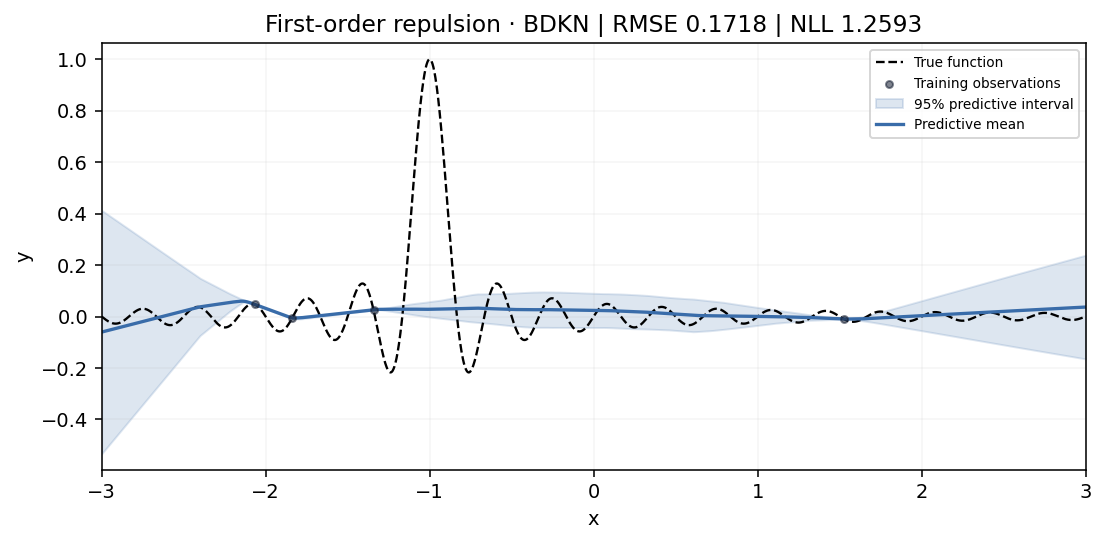 First-order repulsion · BDKN | RMSE 0.1718 | NLL 1.2593
True function
Training observations
95% predictive interval
Predictive mean
y
1.0
0.8
0.6
0.4
0.2
0.0
−0.2
−0.4
−3
−2
−1
0
1
2
3
x